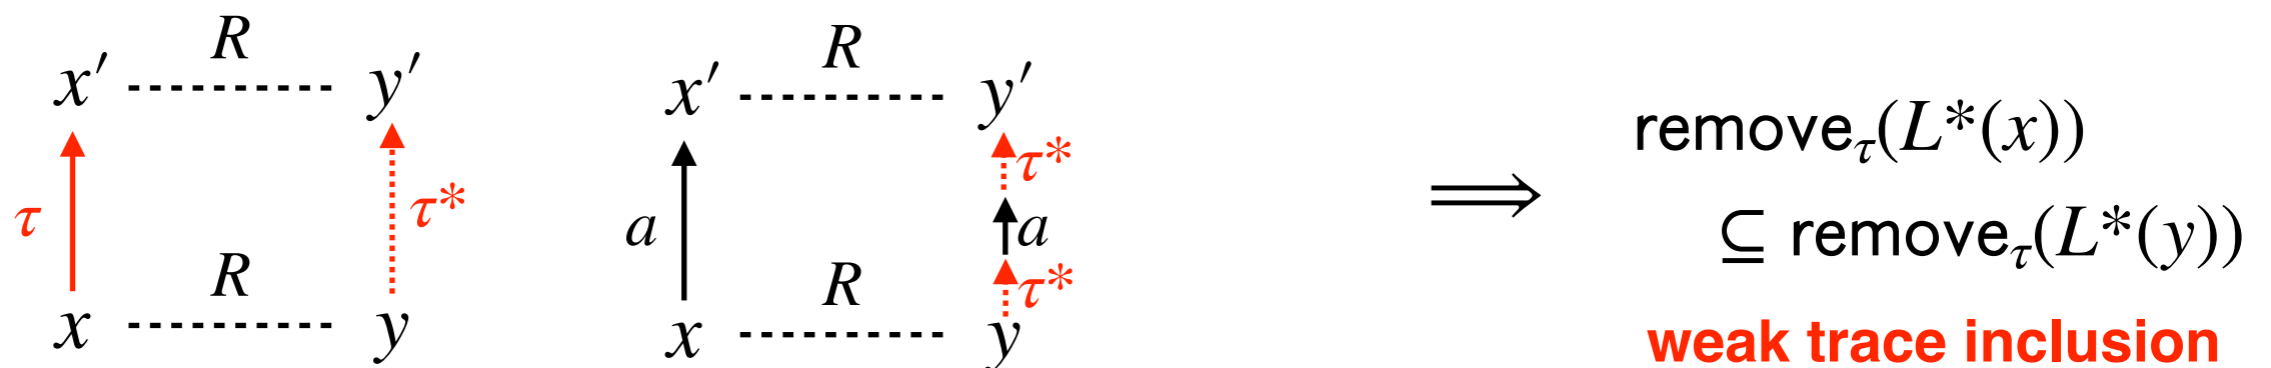 R
x′ y′
τ τ*
R
x y
R
x′ y′
τ*
a a
R τ*
x y
⟹
remove_τ(L*(x))
⊆ remove_τ(L*(y))
weak trace inclusion